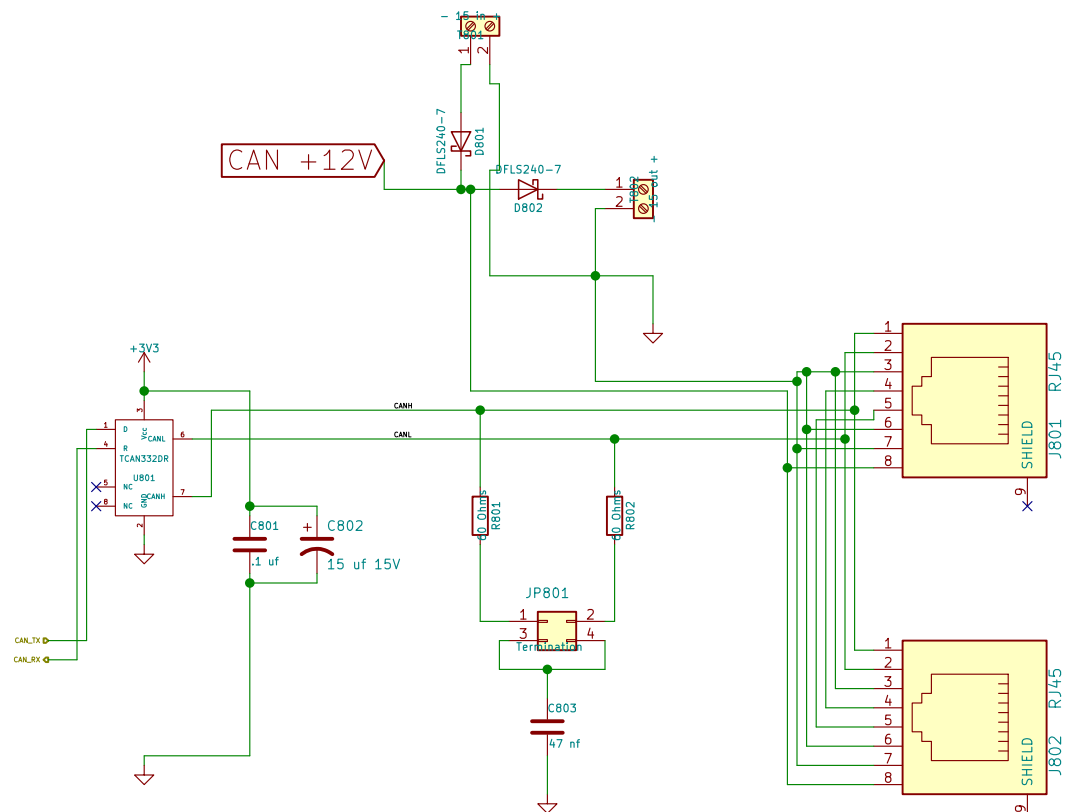 - 15 in +
T801
1
2
DFLS240-7
D801
CAN +12V
DFLS240-7
D802
1
2
T802
- 15 out +
+3V3
3
Vcc
1
D
4
R
CANL
6
TCAN332DR
U801
5
NC
8
NC
CANH
7
GND
2
CANH
CANL
C801
.1 uf
+
C802
15 uf 15V
60 Ohms
R801
60 Ohms
R802
JP801
1
2
3
4
Termination
C803
47 nf
CAN_TX
CAN_RX
1
2
3
4
5
6
7
8
SHIELD
9
RJ45
J801
1
2
3
4
5
6
7
8
SHIELD
9
RJ45
J802